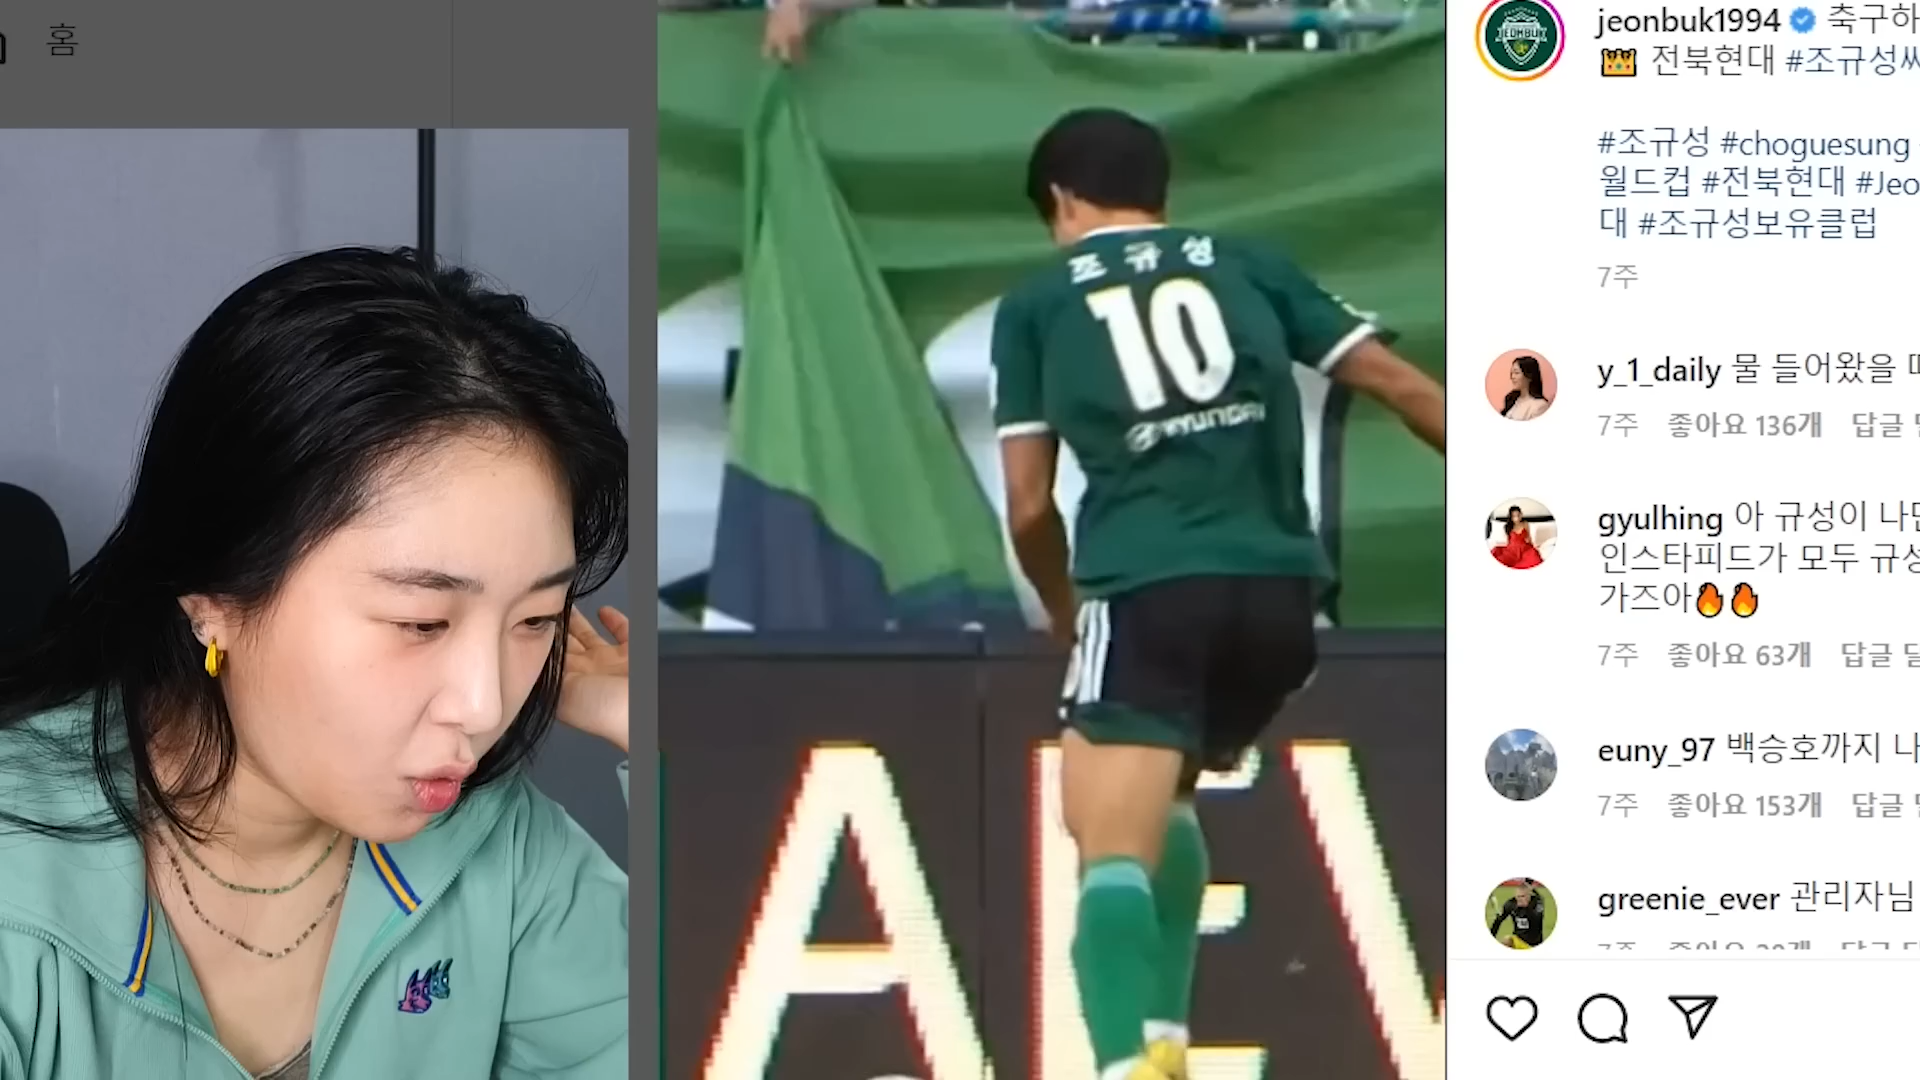 홈
조규성
10
HYUNDAI
jeonbuk1994 축구하
👑 전북현대 #조규성
#조규성 #choguesung
월드컵 #전북현대 #Jeo
대 #조규성보유클럽
7주
y_1_daily 물 들어왔을
7주 좋아요 136개 답글
gyulhing 아 규성이
인스타피드가 모두 규성
가즈아🔥🔥
7주 좋아요 63개 답글
euny_97 백승호까지 나
7주 좋아요 153개 답글
greenie_ever 관리자님
AEV